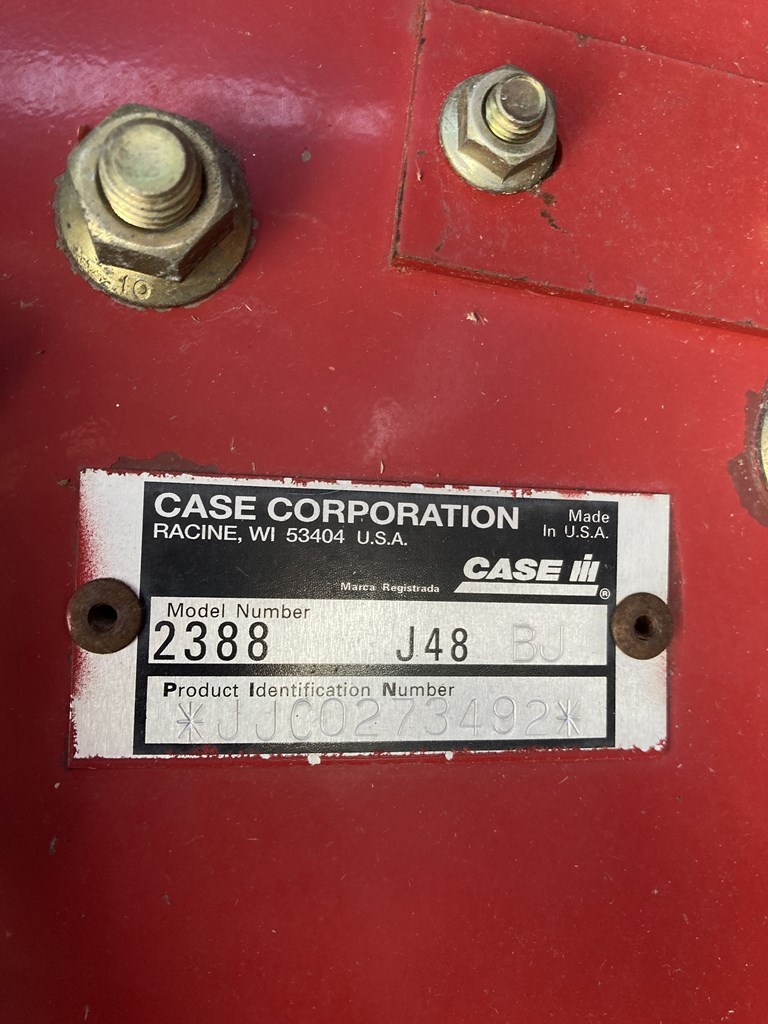 10
CASE CORPORATION
RACINE, WI 53404 U.S.A.
Made
In U.S.A.
Marca Registrada
CASE IH®
Model Number
2388 J48 BJ
Product Identification Number
*JJC0273492*